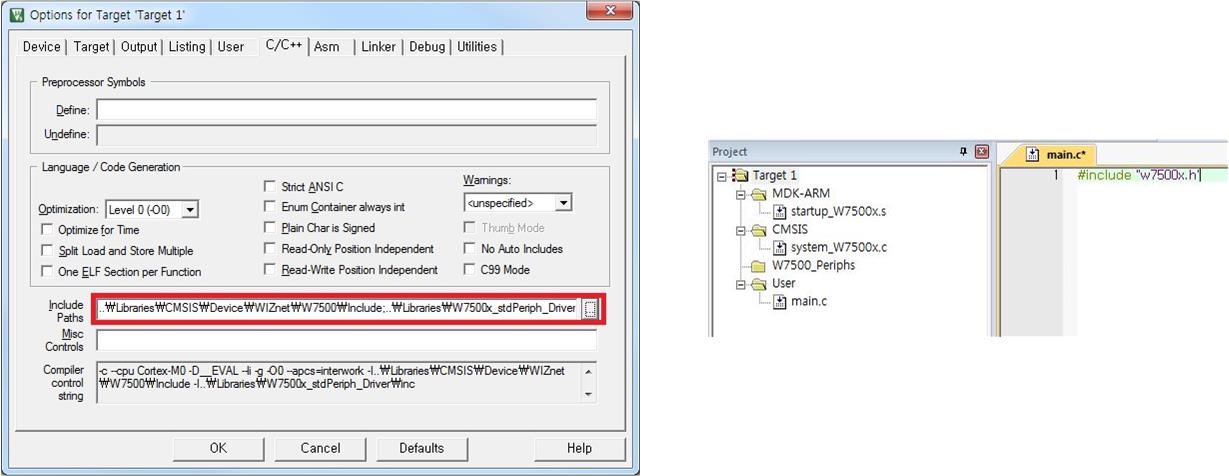 Options for Target 'Target 1'
Device Target Output Listing User C/C++ Asm Linker Debug Utilities
Preprocessor Symbols
Define:
Undefine:
Language / Code Generation
Optimization: Level 0 (-O0)
Optimize for Time
Split Load and Store Multiple
One ELF Section per Function
Strict ANSI C
Enum Container always int
Plain Char is Signed
Read-Only Position Independent
Read-Write Position Independent
Warnings:
<unspecified>
Thumb Mode
No Auto Includes
C99 Mode
Include Paths
..₩Libraries₩CMSIS₩Device₩WIZnet₩W7500₩Include;..₩Libraries₩W7500x_stdPeriph_Driver
...
Misc Controls
Compiler control string
-c --cpu Cortex-M0 -D__EVAL --li -g -O0 --apcs=interwork -I..₩Libraries₩CMSIS₩Device₩WIZnet
₩W7500₩Include -I..₩Libraries₩W7500x_stdPeriph_Driver₩inc
OK Cancel Defaults Help
Project
Target 1
MDK-ARM
startup_W7500x.s
CMSIS
system_W7500x.c
W7500_Periphs
User
main.c
main.c*
1 #include "w7500x.h"